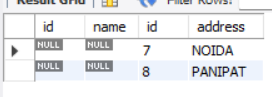 Result Grid Filter Rows:
id name id address
NULL NULL 7 NOIDA
NULL NULL 8 PANIPAT